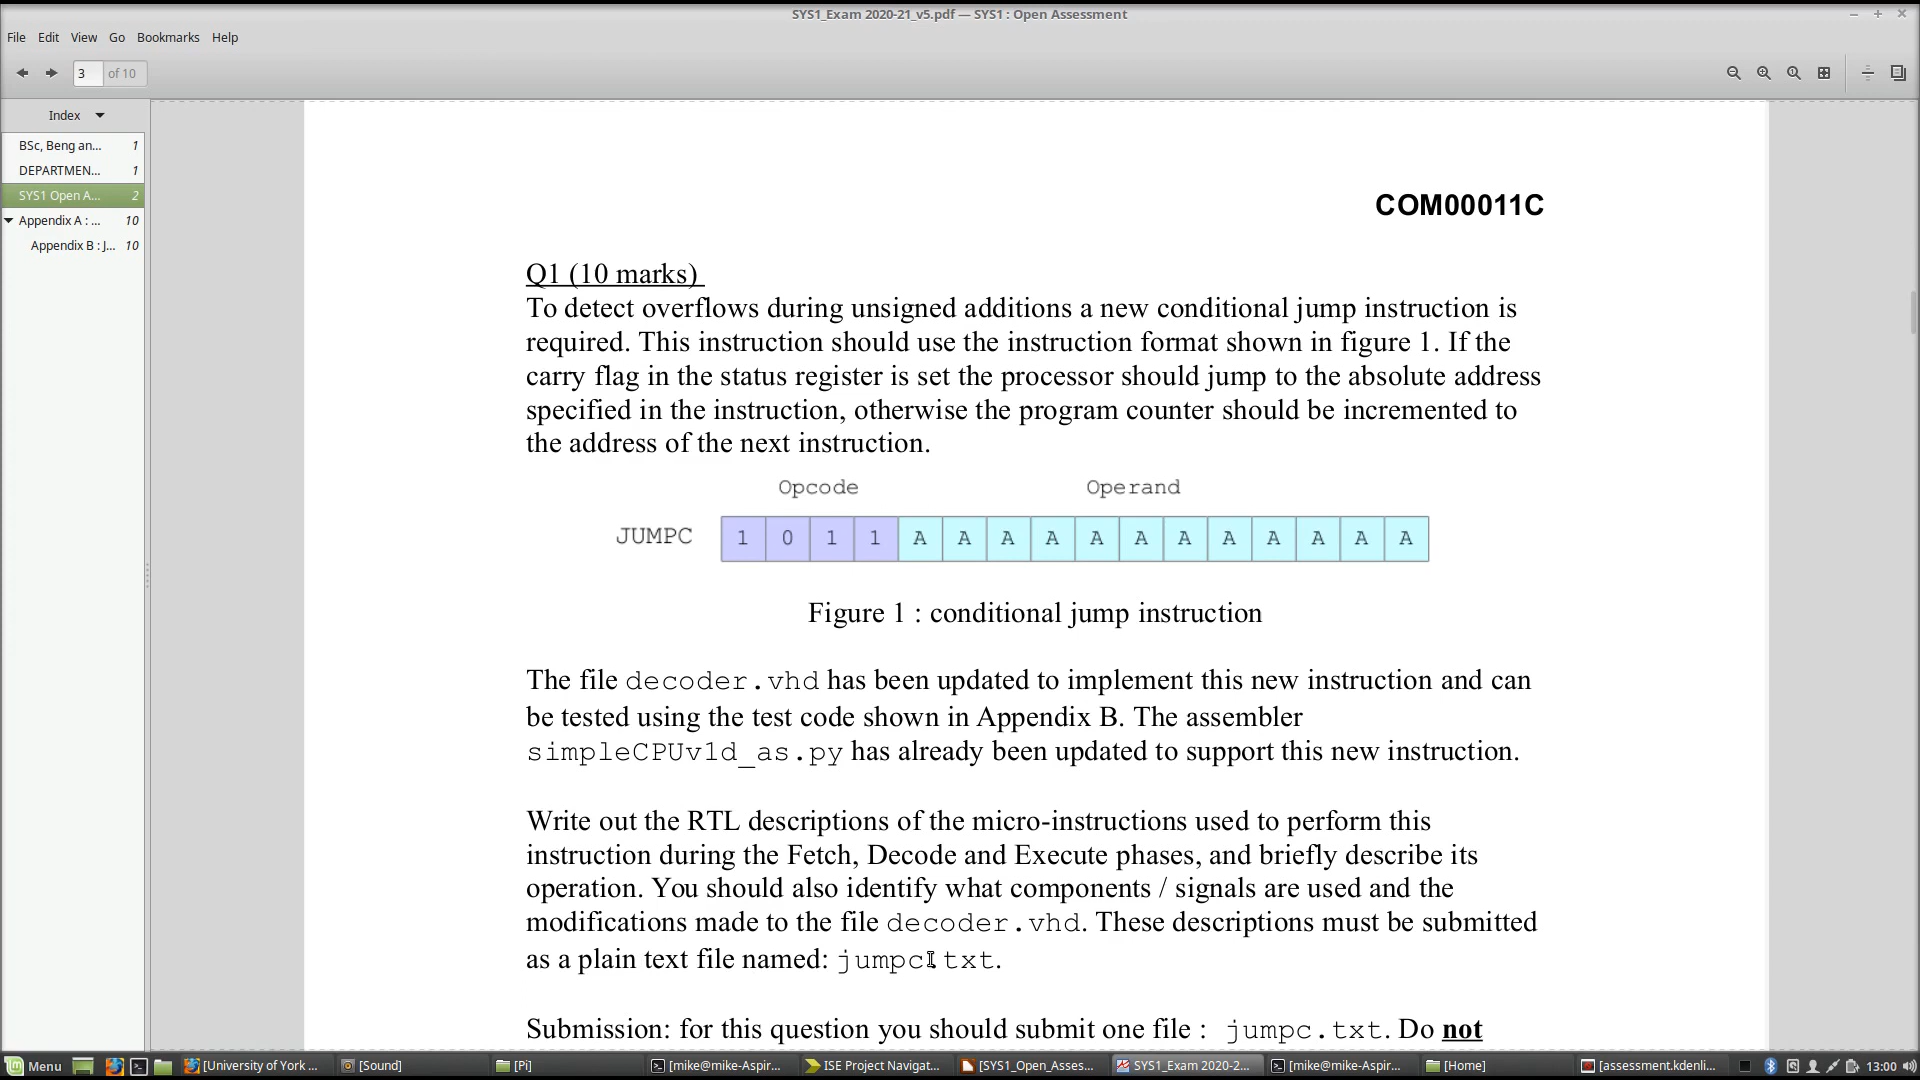 SYS1_Exam 2020-21_v5.pdf — SYS1 : Open Assessment
File Edit View Go Bookmarks Help
3 of 10
Index
BSc, Beng an... 1
DEPARTMEN... 1
SYS1 Open A... 2
Appendix A : ... 10
Appendix B : J... 10
COM00011C
Q1 (10 marks)
To detect overflows during unsigned additions a new conditional jump instruction is
required. This instruction should use the instruction format shown in figure 1. If the
carry flag in the status register is set the processor should jump to the absolute address
specified in the instruction, otherwise the program counter should be incremented to
the address of the next instruction.
Opcode Operand
JUMPC 1 0 1 1 A A A A A A A A A A A A
Figure 1 : conditional jump instruction
The file decoder.vhd has been updated to implement this new instruction and can
be tested using the test code shown in Appendix B. The assembler
simpleCPUv1d_as.py has already been updated to support this new instruction.
Write out the RTL descriptions of the micro-instructions used to perform this
instruction during the Fetch, Decode and Execute phases, and briefly describe its
operation. You should also identify what components / signals are used and the
modifications made to the file decoder.vhd. These descriptions must be submitted
as a plain text file named: jumpc.txt.
Submission: for this question you should submit one file : jumpc.txt. Do not
Menu [University of York ... [Sound] [Pi] [mike@mike-Aspir... ISE Project Navigat... [SYS1_Open_Asses... SYS1_Exam 2020-2... [mike@mike-Aspir... [Home] [assessment.kdenli... 13:00